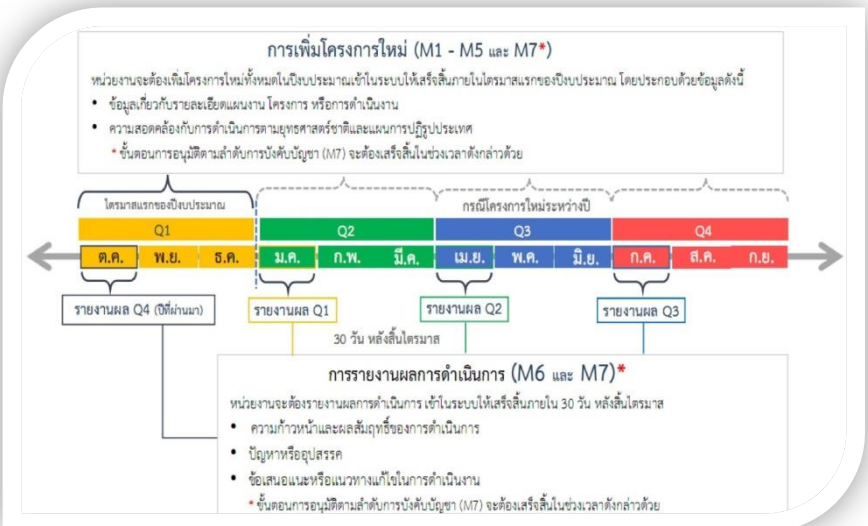 การเพิ่มโครงการใหม่ (M1 - M5 และ M7*)
หน่วยงานจะต้องเพิ่มโครงการใหม่ทั้งหมดในปีงบประมาณเข้าในระบบให้เสร็จสิ้นภายในไตรมาสแรกของปีงบประมาณ โดยประกอบด้วยข้อมูลดังนี้
• ข้อมูลเกี่ยวกับรายละเอียดแผนงาน โครงการ หรือการดำเนินงาน
• ความสอดคล้องกับการดำเนินการตามยุทธศาสตร์ชาติและแผนการปฏิรูปประเทศ
* ขั้นตอนการอนุมัติตามลำดับการบังคับบัญชา (M7) จะต้องเสร็จสิ้นในช่วงเวลาดังกล่าวด้วย
ไตรมาสแรกของปีงบประมาณ กรณีโครงการใหม่ระหว่างปี
Q1 Q2 Q3 Q4
ต.ค. พ.ย. ธ.ค. ม.ค. ก.พ. มี.ค. เม.ย. พ.ค. มิ.ย. ก.ค. ส.ค. ก.ย.
รายงานผล Q4 (ปีที่ผ่านมา) รายงานผล Q1 รายงานผล Q2 รายงานผล Q3
30 วัน หลังสิ้นไตรมาส
การรายงานผลการดำเนินการ (M6 และ M7)*
หน่วยงานจะต้องรายงานผลการดำเนินการ เข้าในระบบให้เสร็จสิ้นภายใน 30 วัน หลังสิ้นไตรมาส
• ความก้าวหน้าและผลสัมฤทธิ์ของการดำเนินการ
• ปัญหาหรืออุปสรรค
• ข้อเสนอแนะหรือแนวทางแก้ไขในการดำเนินงาน
* ขั้นตอนการอนุมัติตามลำดับการบังคับบัญชา (M7) จะต้องเสร็จสิ้นในช่วงเวลาดังกล่าวด้วย